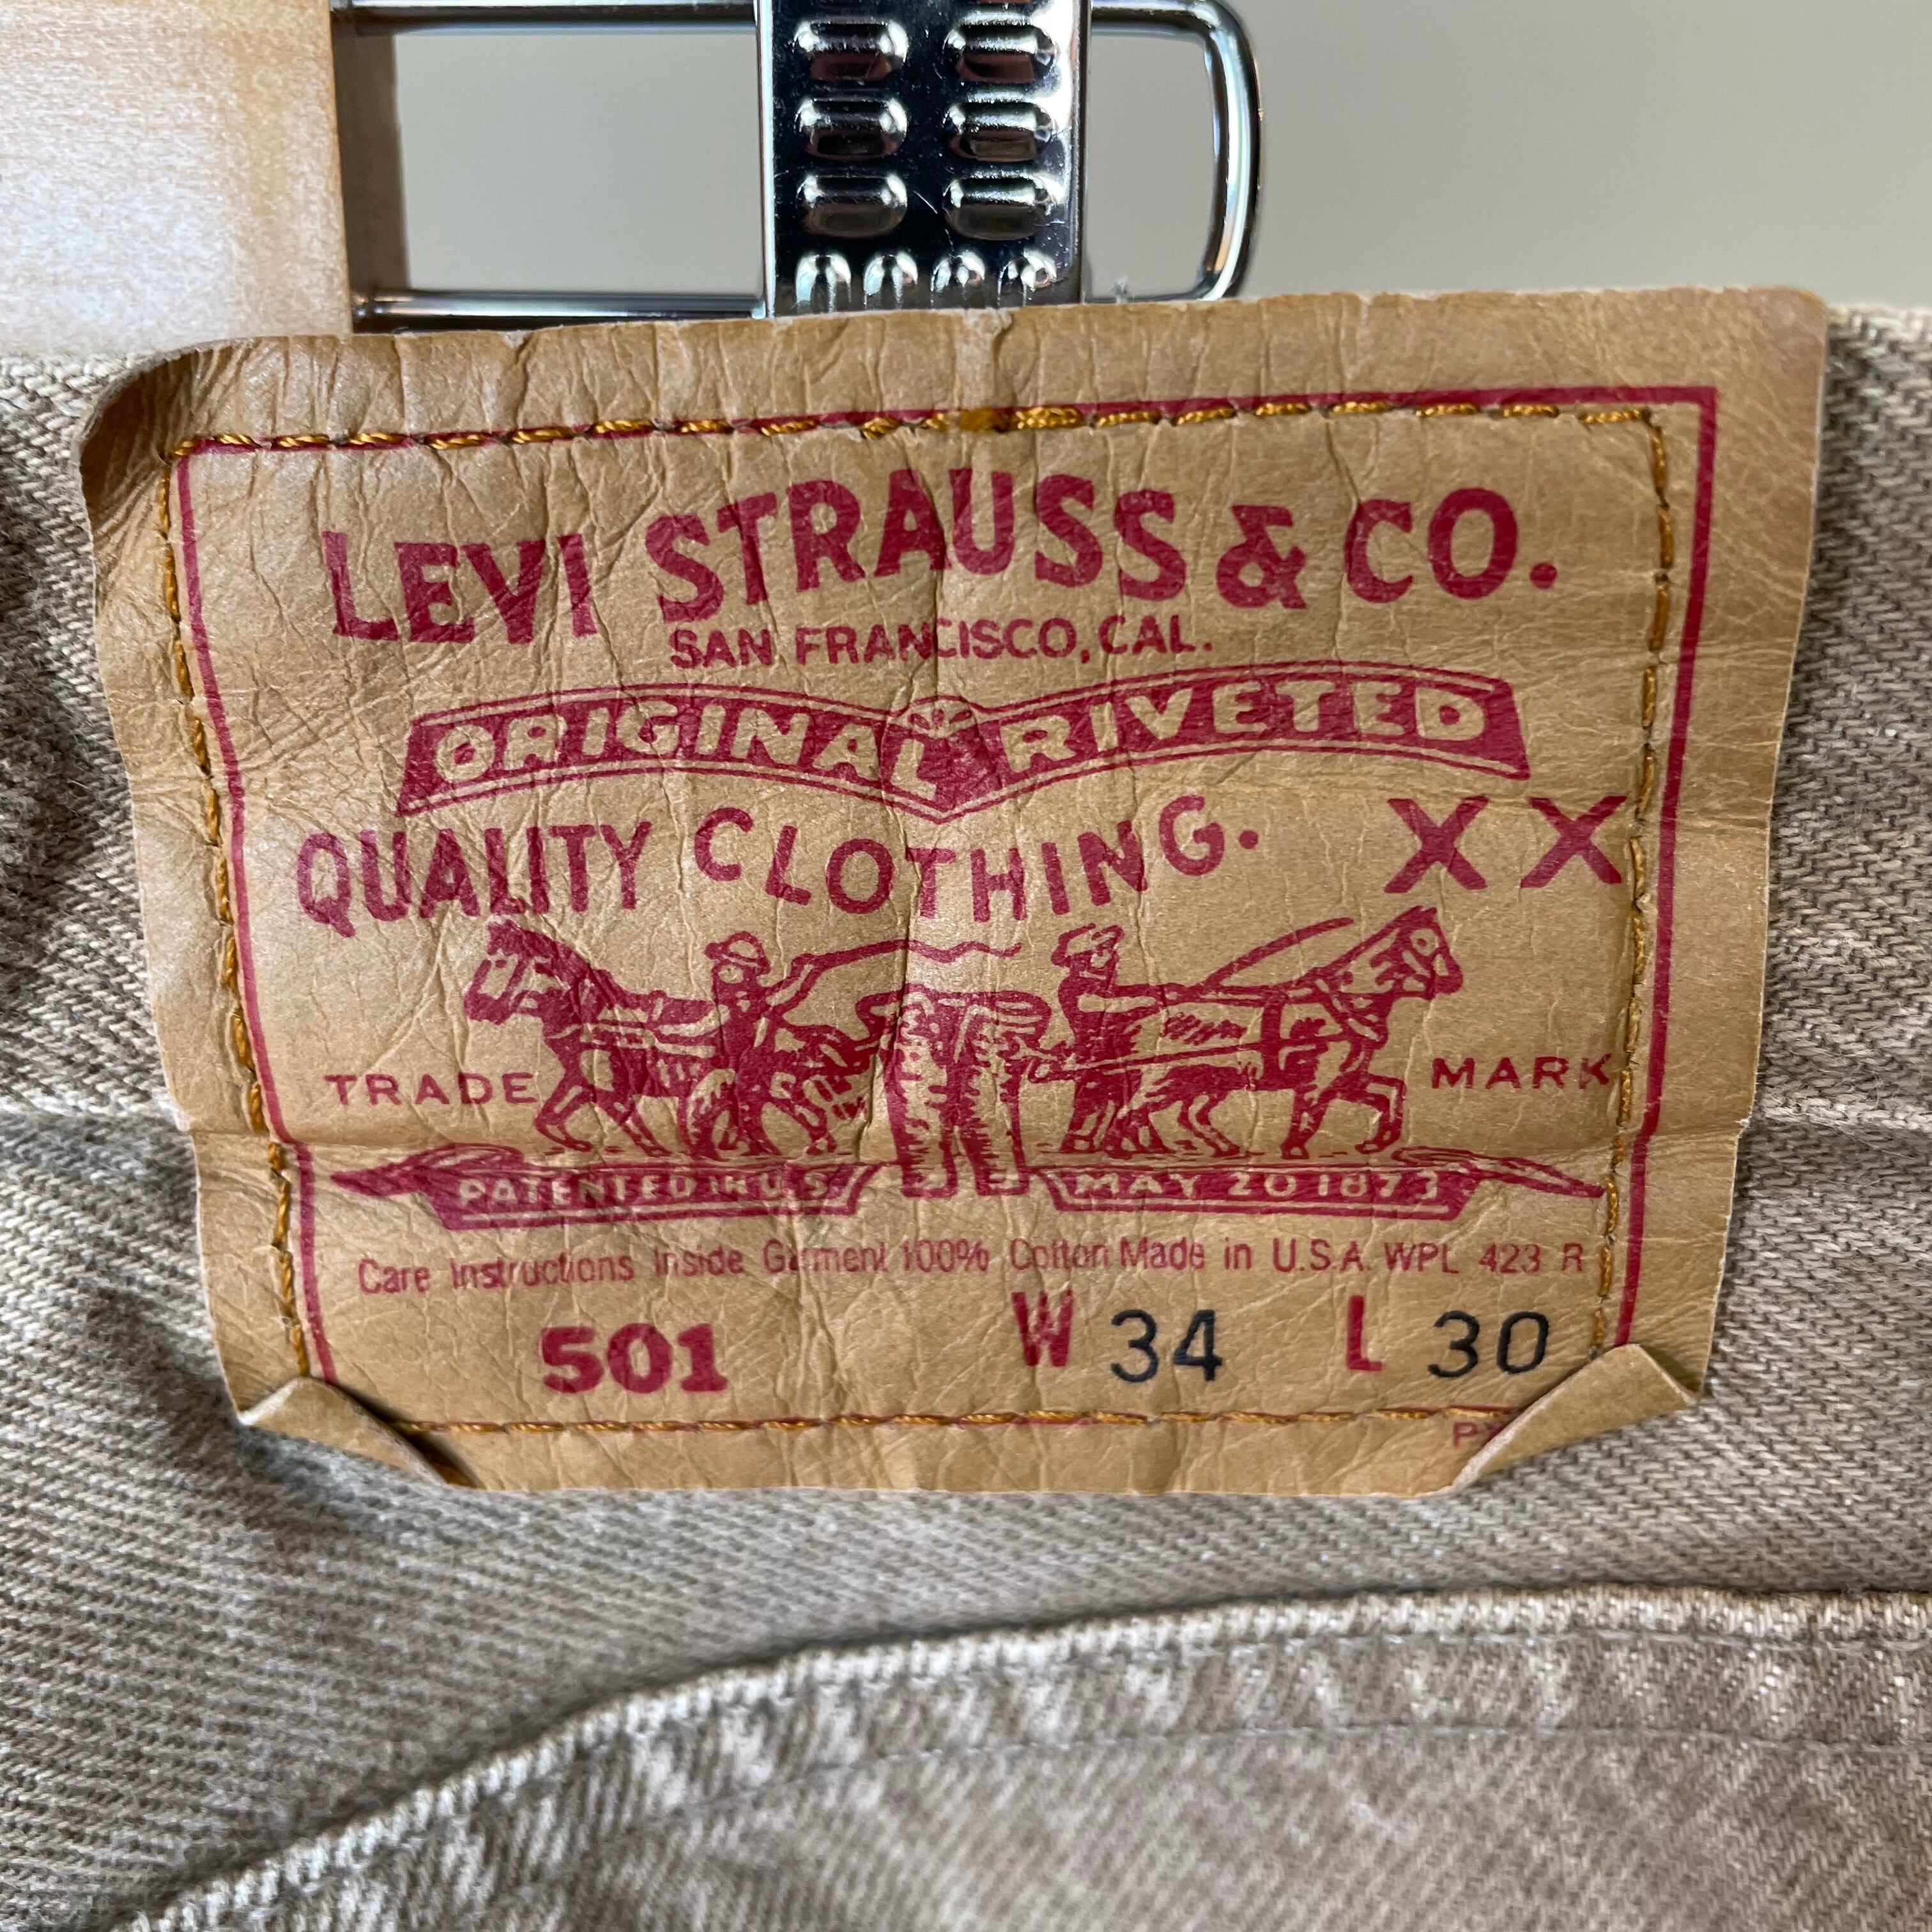 LEVI STRAUSS & CO.
SAN FRANCISCO, CAL.
ORIGINAL RIVETED
QUALITY CLOTHING. XX
TRADE MARK
PATENTED IN U S MAY 20 1873
Care Instructions Inside Garment 100% Cotton Made in U.S.A. WPL 423 R
501 W 34 L 30